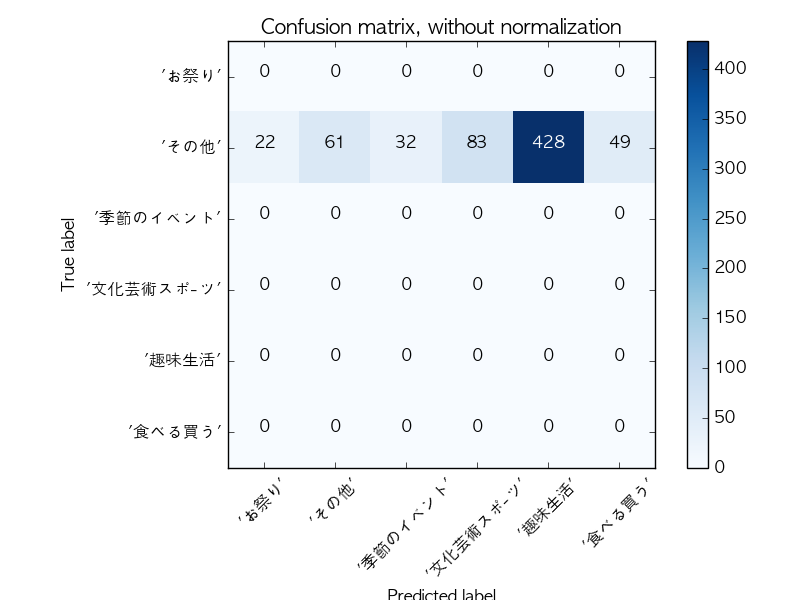 Confusion matrix, without normalization
'お祭り' 0 0 0 0 0 0
'その他' 22 61 32 83 428 49
'季節のイベント' 0 0 0 0 0 0
'文化芸術スポーツ' 0 0 0 0 0 0
'趣味生活' 0 0 0 0 0 0
'食べる買う' 0 0 0 0 0 0
True label
'お祭り' 'その他' '季節のイベント' '文化芸術スポーツ' '趣味生活' '食べる買う'
Predicted label
400
350
300
250
200
150
100
50
0